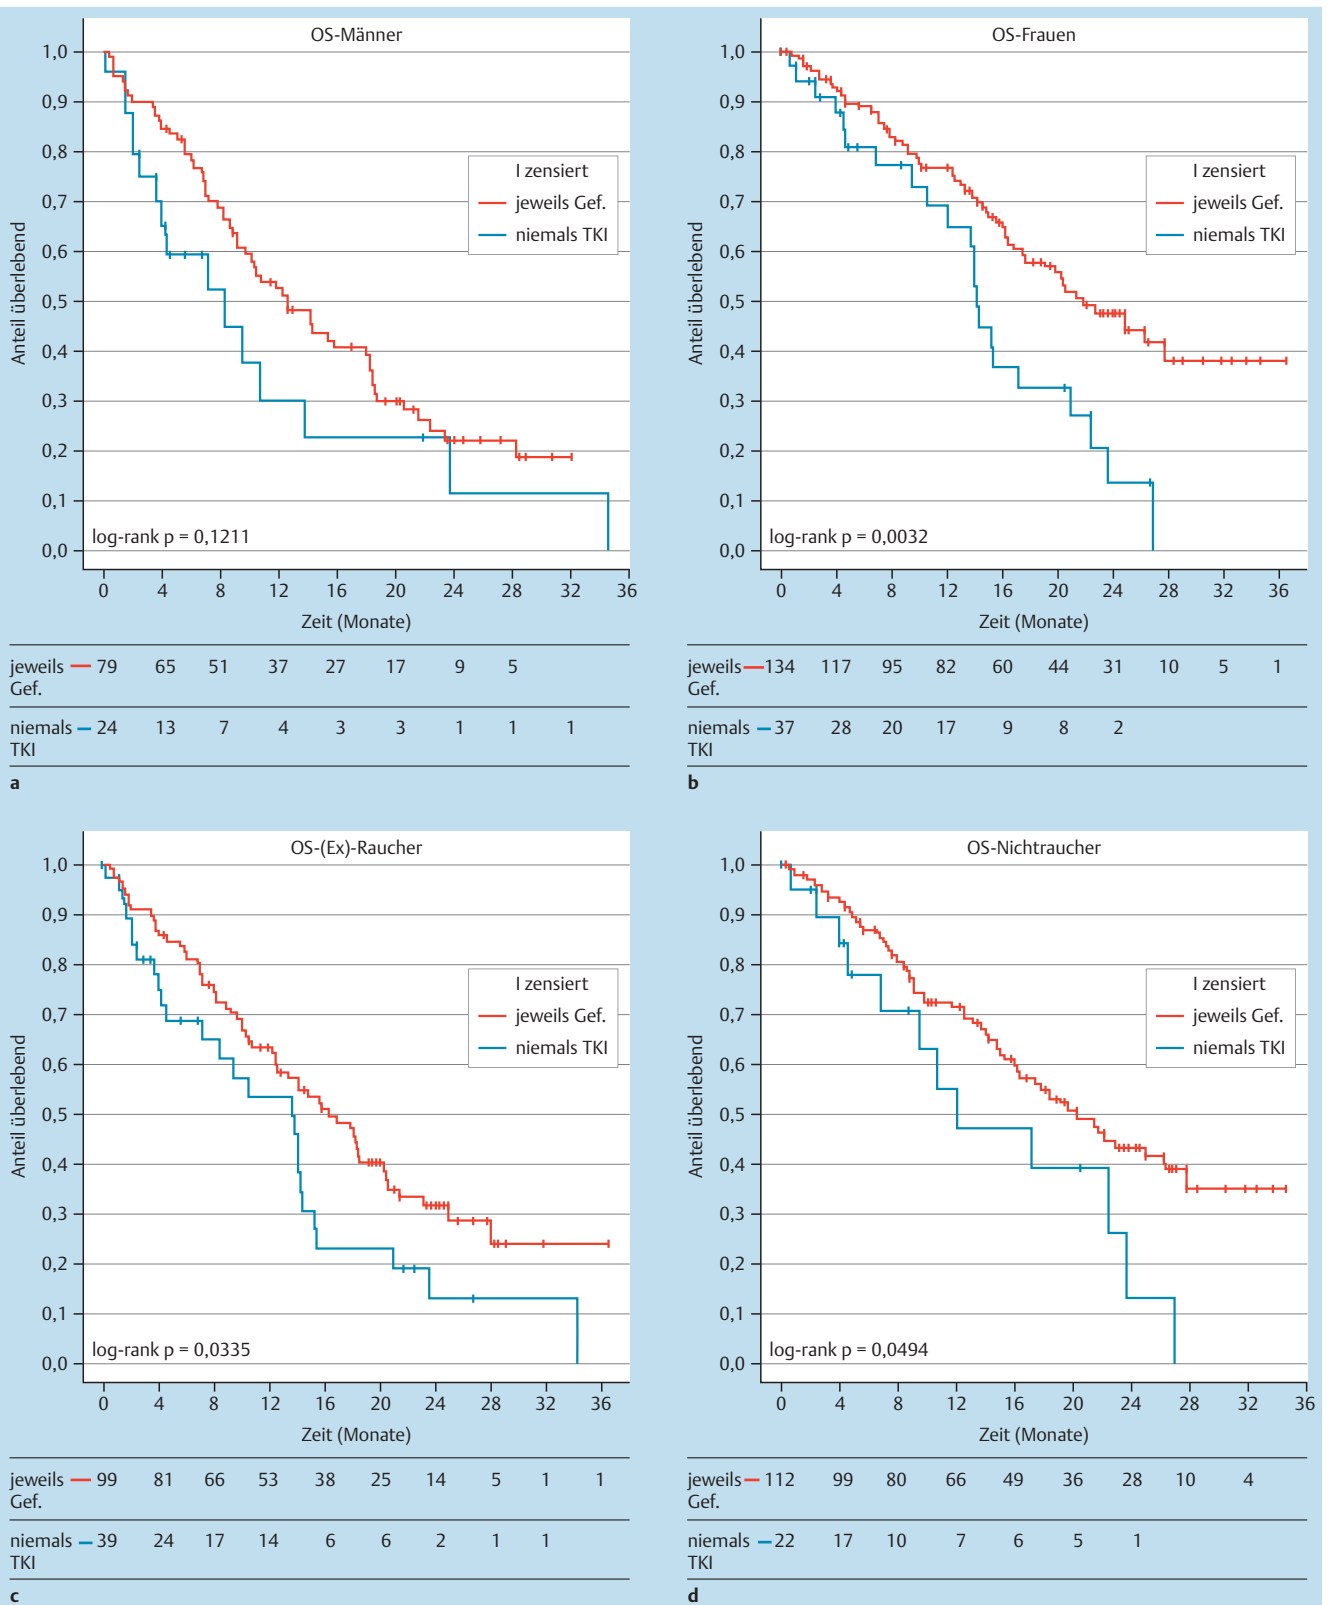 OS-Männer
1,0
0,9
0,8
0,7
0,6
0,5
0,4
0,3
0,2
0,1
0,0
Anteil überlebend
I zensiert
jeweils Gef.
niemals TKI
log-rank p = 0,1211
0 4 8 12 16 20 24 28 32 36
Zeit (Monate)
jeweils 79 65 51 37 27 17 9 5
Gef.
niemals 24 13 7 4 3 3 1 1 1
TKI
a
OS-Frauen
1,0
0,9
0,8
0,7
0,6
0,5
0,4
0,3
0,2
0,1
0,0
Anteil überlebend
I zensiert
jeweils Gef.
niemals TKI
log-rank p = 0,0032
0 4 8 12 16 20 24 28 32 36
Zeit (Monate)
jeweils 134 117 95 82 60 44 31 10 5 1
Gef.
niemals 37 28 20 17 9 8 2
TKI
b
OS-(Ex)-Raucher
1,0
0,9
0,8
0,7
0,6
0,5
0,4
0,3
0,2
0,1
0,0
Anteil überlebend
I zensiert
jeweils Gef.
niemals TKI
log-rank p = 0,0335
0 4 8 12 16 20 24 28 32 36
Zeit (Monate)
jeweils 99 81 66 53 38 25 14 5 1 1
Gef.
niemals 39 24 17 14 6 6 2 1 1
TKI
c
OS-Nichtraucher
1,0
0,9
0,8
0,7
0,6
0,5
0,4
0,3
0,2
0,1
0,0
Anteil überlebend
I zensiert
jeweils Gef.
niemals TKI
log-rank p = 0,0494
0 4 8 12 16 20 24 28 32 36
Zeit (Monate)
jeweils 112 99 80 66 49 36 28 10 4
Gef.
niemals 22 17 10 7 6 5 1
TKI
d